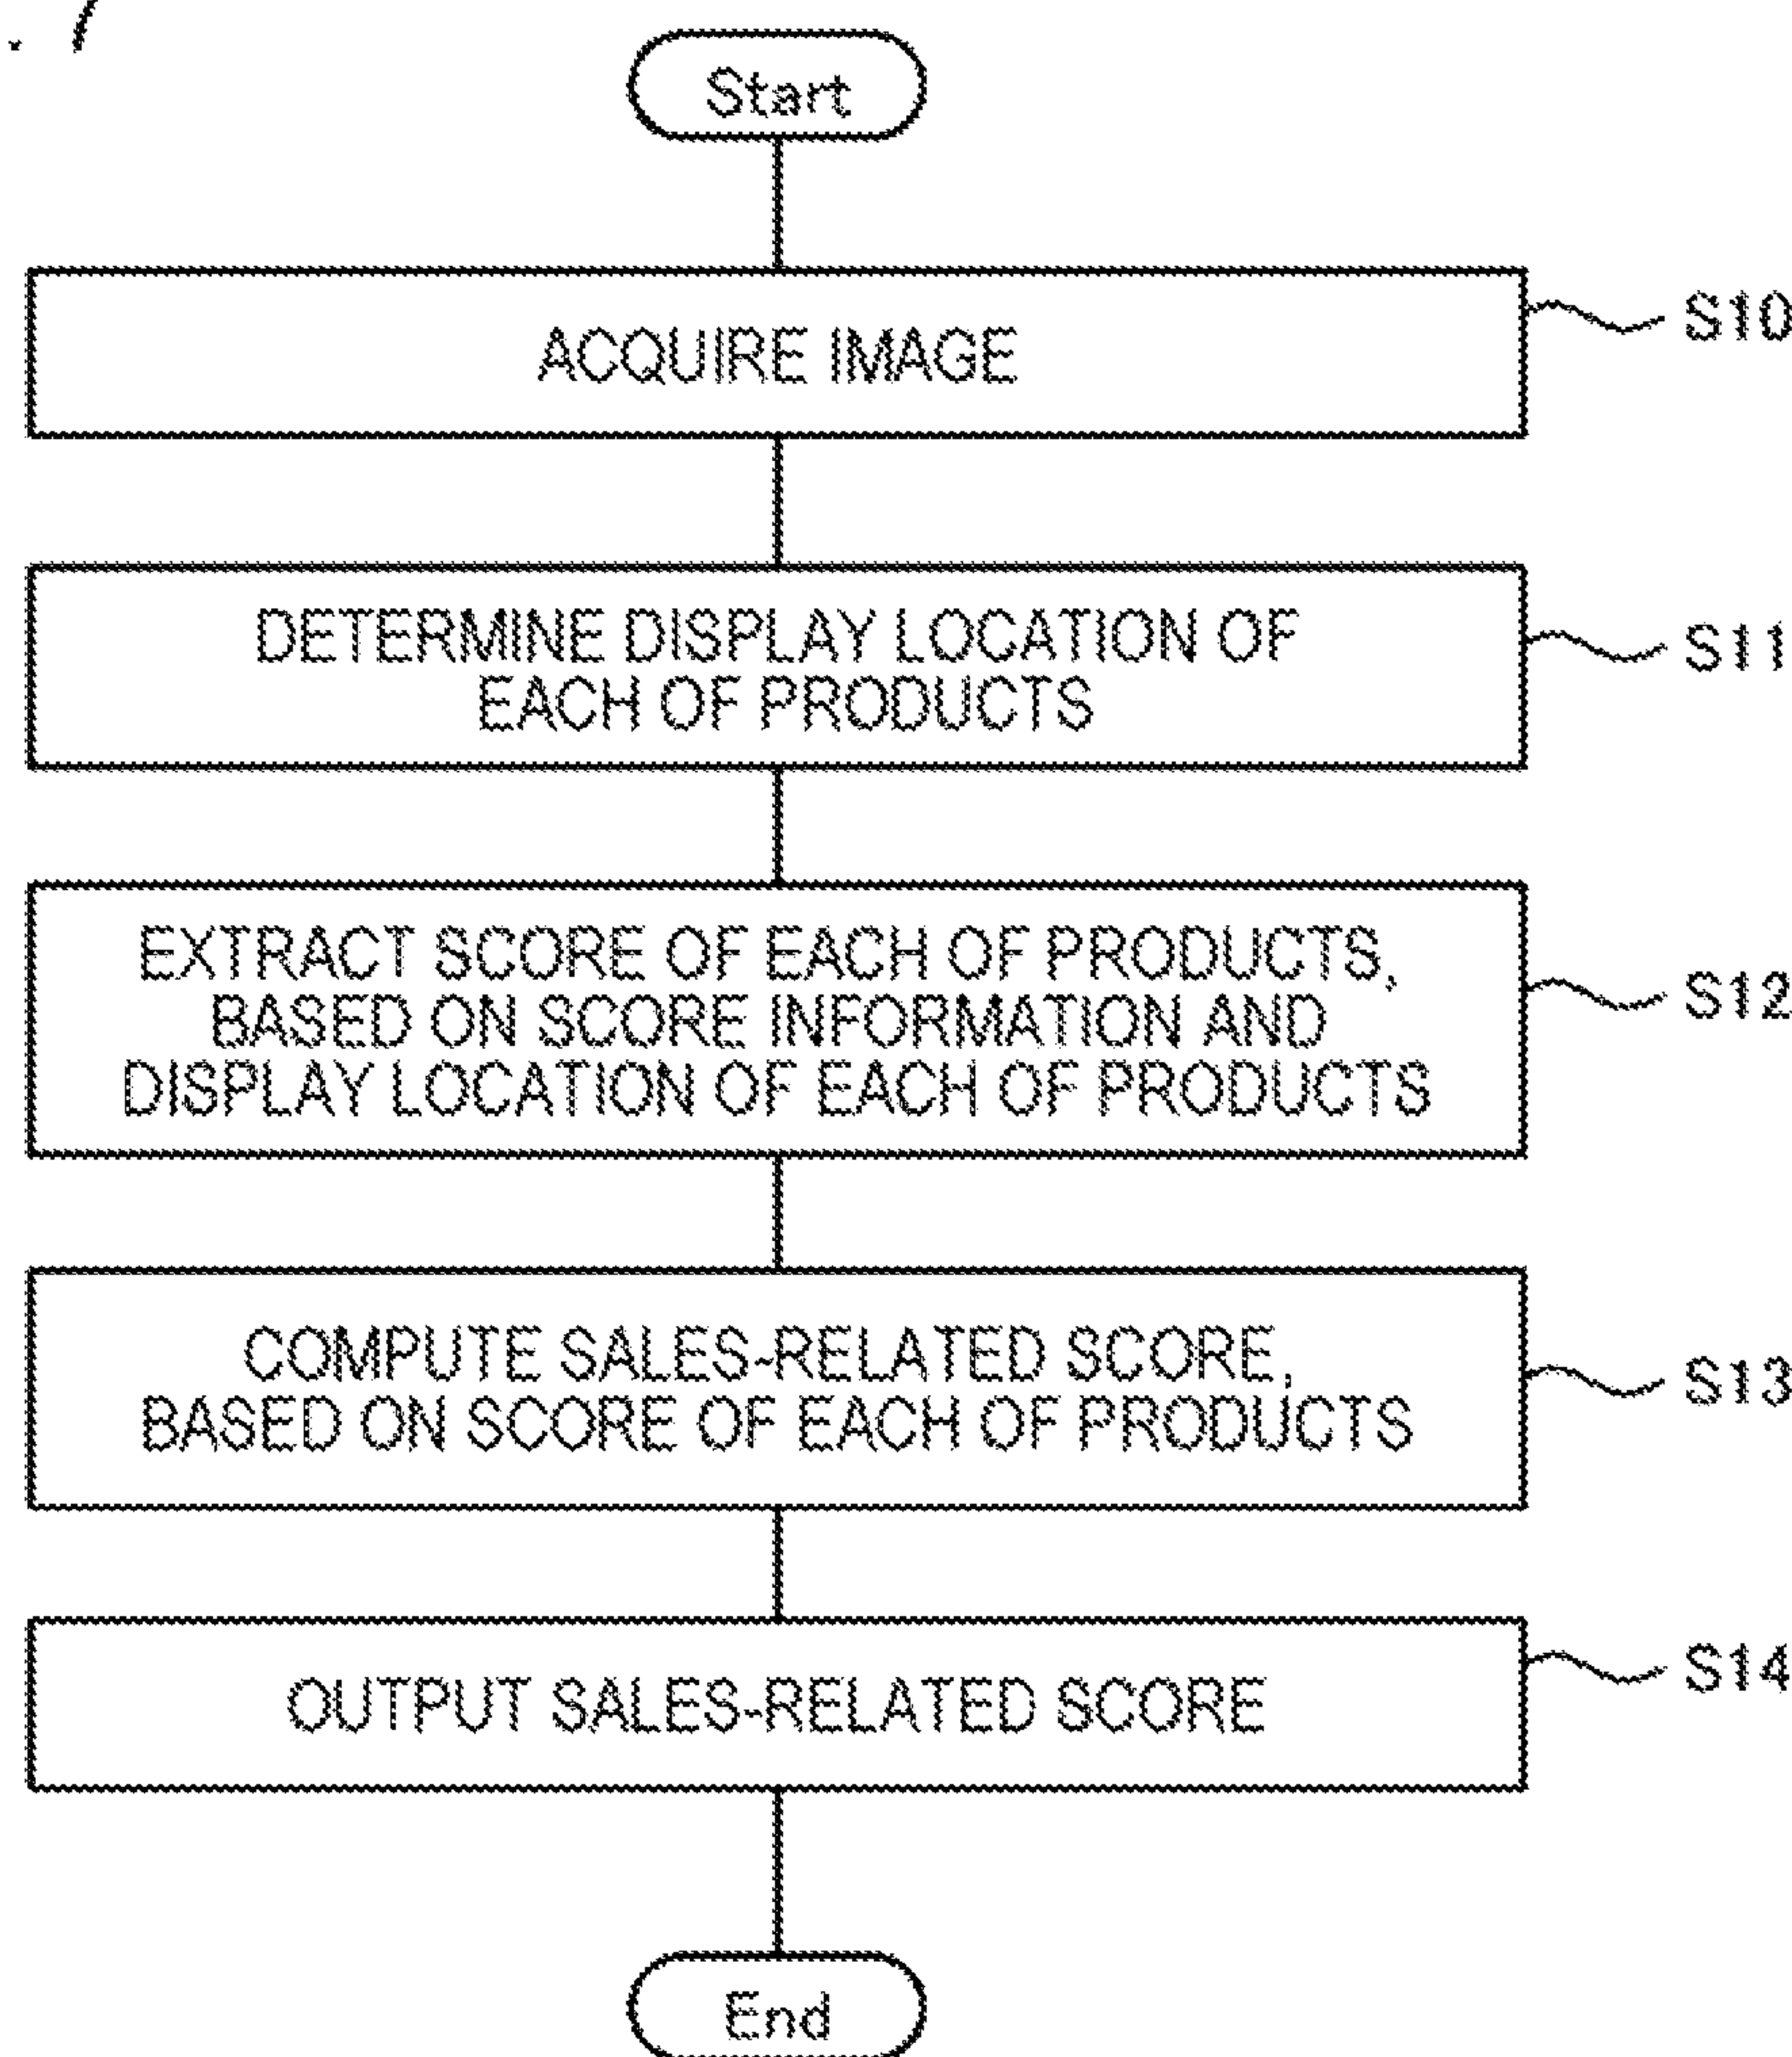 Start
ACQUIRE IMAGE
S10
DETERMINE DISPLAY LOCATION OF
EACH OF PRODUCTS
S11
EXTRACT SCORE OF EACH OF PRODUCTS,
BASED ON SCORE INFORMATION AND
DISPLAY LOCATION OF EACH OF PRODUCTS
S12
COMPUTE SALES-RELATED SCORE,
BASED ON SCORE OF EACH OF PRODUCTS
S13
OUTPUT SALES-RELATED SCORE
S14
End